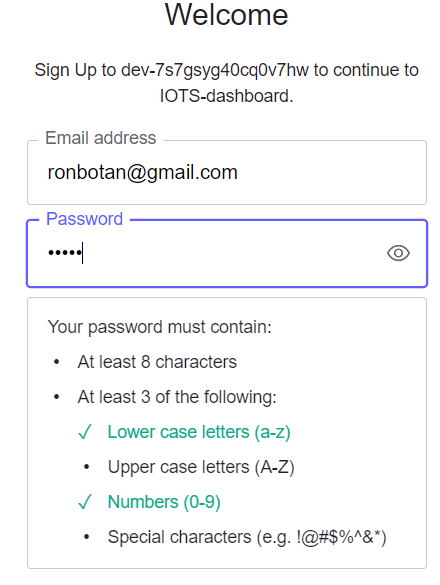 Welcome
Sign Up to dev-7s7gsyg40cq0v7hw to continue to
IOTS-dashboard.
Email address
ronbotan@gmail.com
Password
•••••
Your password must contain:
• At least 8 characters
• At least 3 of the following:
✓ Lower case letters (a-z)
• Upper case letters (A-Z)
✓ Numbers (0-9)
• Special characters (e.g. !@#$%^&*)